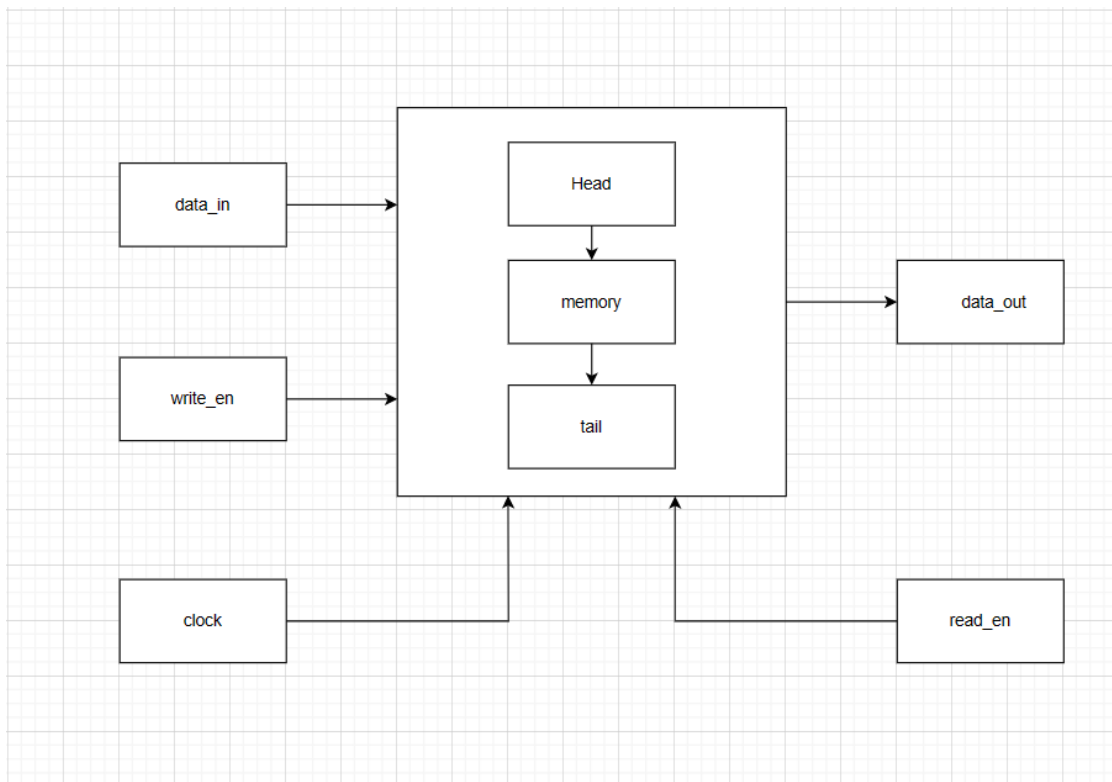 Head
data_in
memory
data_out
write_en
tail
clock
read_en